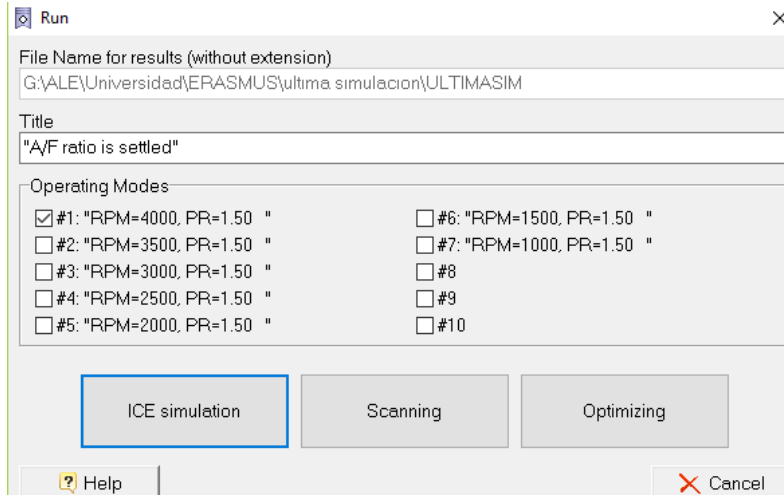 Run
File Name for results (without extension)
G:\ALE\Universidad\ERASMUS\ultima simulacion\ULTIMASIM
Title
"A/F ratio is settled"
Operating Modes
#1: "RPM=4000, PR=1.50 "
#2: "RPM=3500, PR=1.50 "
#3: "RPM=3000, PR=1.50 "
#4: "RPM=2500, PR=1.50 "
#5: "RPM=2000, PR=1.50 "
#6: "RPM=1500, PR=1.50 "
#7: "RPM=1000, PR=1.50 "
#8
#9
#10
ICE simulation
Scanning
Optimizing
Help
Cancel